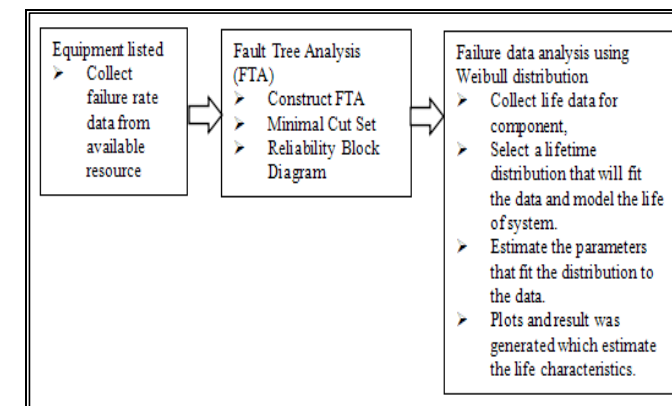 Equipment listed
➤ Collect
failure rate
data from
available
resource
Fault Tree Analysis
(FTA)
➤ Construct FTA
➤ Minimal Cut Set
➤ Reliability Block
Diagram
Failure data analysis using
Weibull distribution
➤ Collect life data for
component,
➤ Select a lifetime
distribution that will fit
the data and model the life
of system.
➤ Estimate the parameters
that fit the distribution to
the data.
➤ Plots and result was
generated which estimate
the life characteristics.